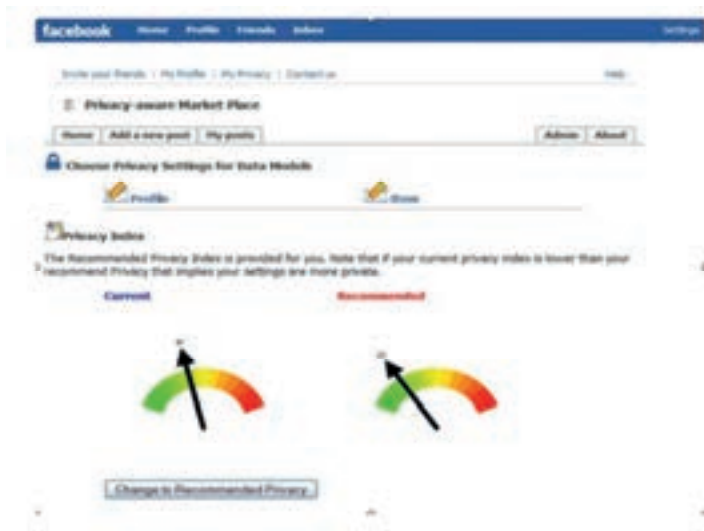 facebook Home Profile Friends Inbox Settings
Invite your friends | My Profile | My Privacy | Contact us Help
Privacy-aware Market Place
Home Add a new post My posts Admin About
Choose Privacy Settings for Data Module
Profile Item
Privacy Index
The Recommended Privacy Index is provided for you. Note that if your current privacy index is lower than your
recommend Privacy that implies your settings are more private.
Current Recommended
Change to Recommended Privacy